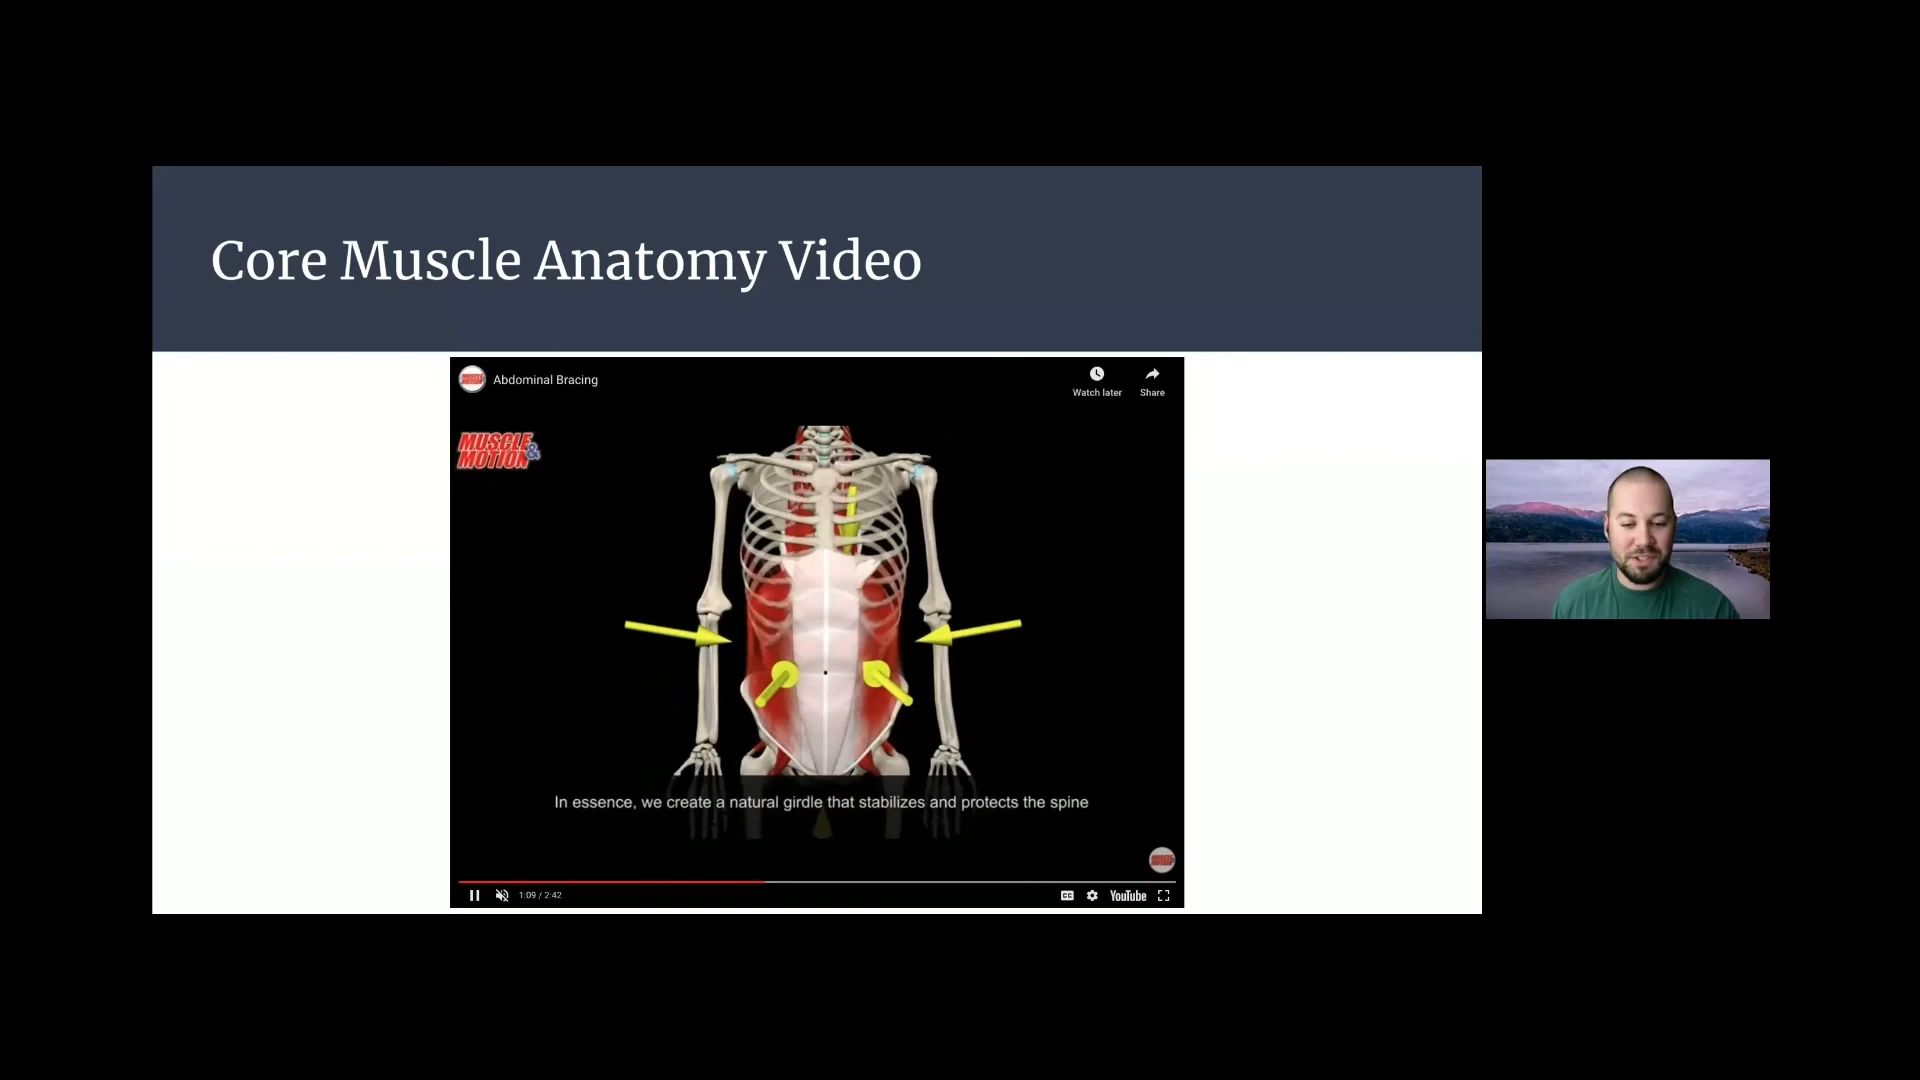 Core Muscle Anatomy Video
Abdominal Bracing
Watch later
Share
MUSCLE &
MOTION
In essence, we create a natural girdle that stabilizes and protects the spine
1:09 / 2:42
CC
YouTube